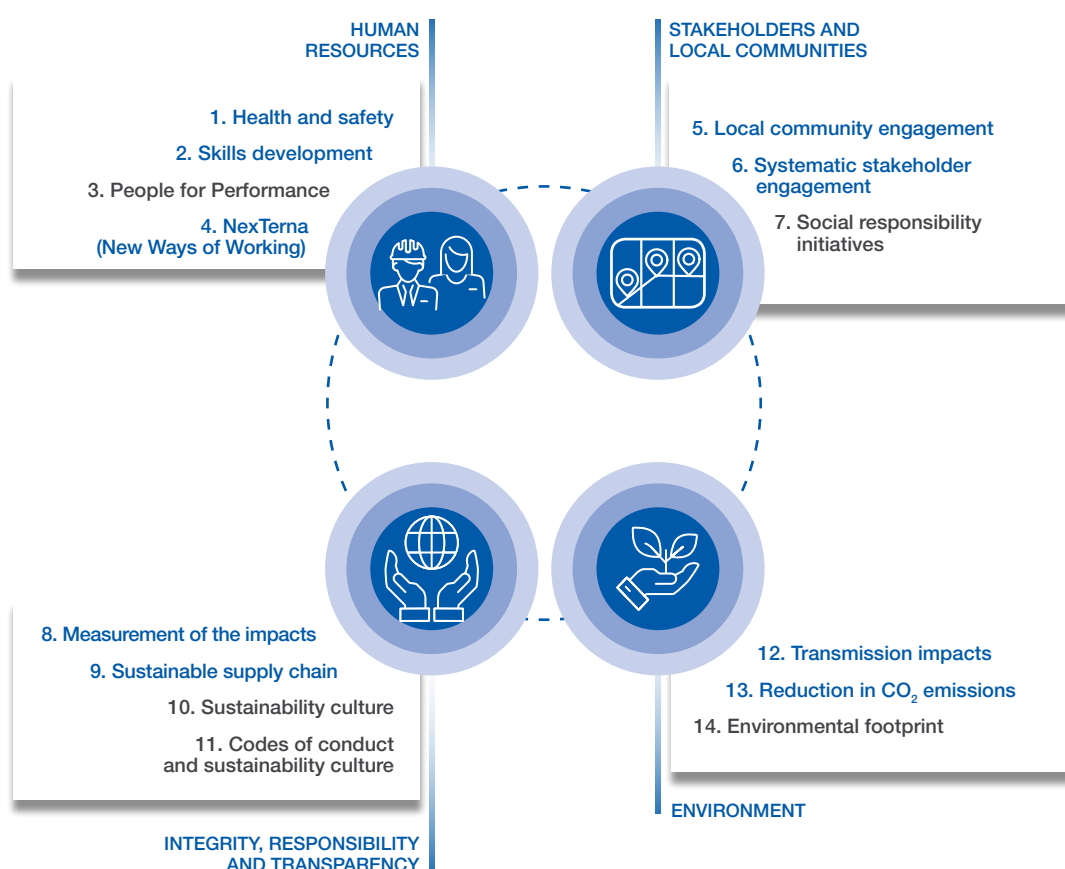 HUMAN
RESOURCES
1. Health and safety
2. Skills development
3. People for Performance
4. NexTerna
(New Ways of Working)
STAKEHOLDERS AND
LOCAL COMMUNITIES
5. Local community engagement
6. Systematic stakeholder
engagement
7. Social responsibility
initiatives
8. Measurement of the impacts
9. Sustainable supply chain
10. Sustainability culture
11. Codes of conduct
and sustainability culture
INTEGRITY, RESPONSIBILITY
AND TRANSPARENCY
12. Transmission impacts
13. Reduction in CO₂ emissions
14. Environmental footprint
ENVIRONMENT